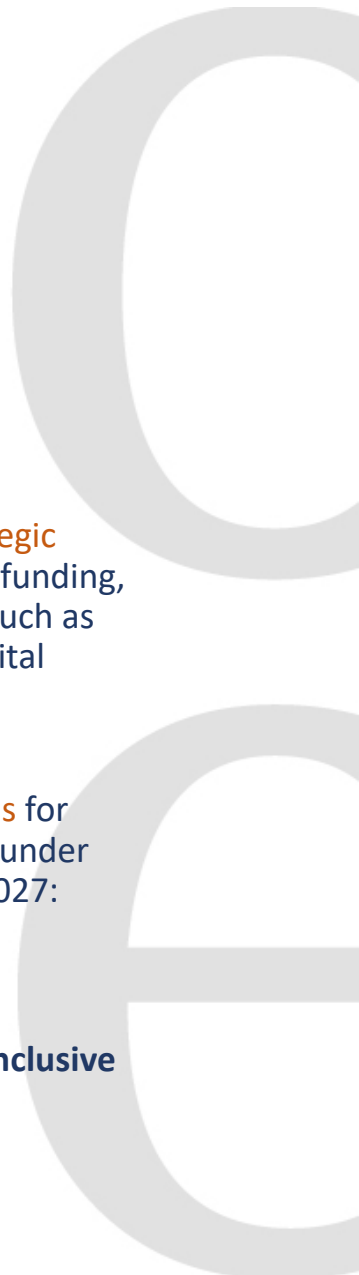 egic
funding,
uch as
ital
s for
under
027:
nclusive